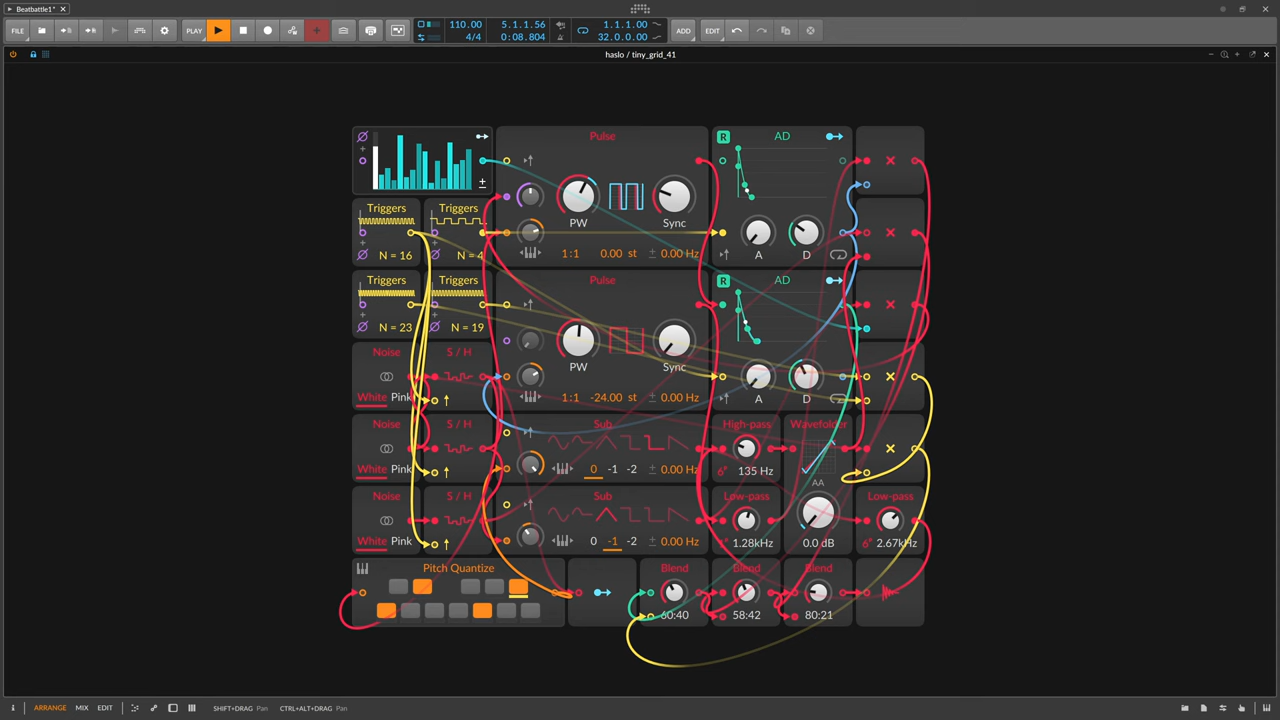 Beatbattle1*
FILE PLAY 110.00 5.1.1.56 1.1.1.00 ADD EDIT
4/4 0:08.804 32.0.0.00
haslo / tiny_grid_41
Pulse
R AD
PW Sync
Triggers Triggers
N = 16 N = 4
1:1 0.00 st ± 0.00 Hz
A D
Triggers Triggers
N = 23 N = 19
Pulse
R AD
PW Sync
Noise S / H
White Pink
1:1 -24.00 st ± 0.00 Hz
A D
Noise S / H
White Pink
Sub
0 -1 -2 ± 0.00 Hz
High-pass Wavefolder
6° 135 Hz
AA
Noise S / H
White Pink
Sub
0 -1 -2 ± 0.00 Hz
Low-pass Low-pass
1.28kHz 0.0 dB 6° 2.67kHz
Pitch Quantize
Blend Blend Blend
60:40 58:42 80:21
i ARRANGE MIX EDIT SHIFT+DRAG Pan CTRL+ALT+DRAG Pan